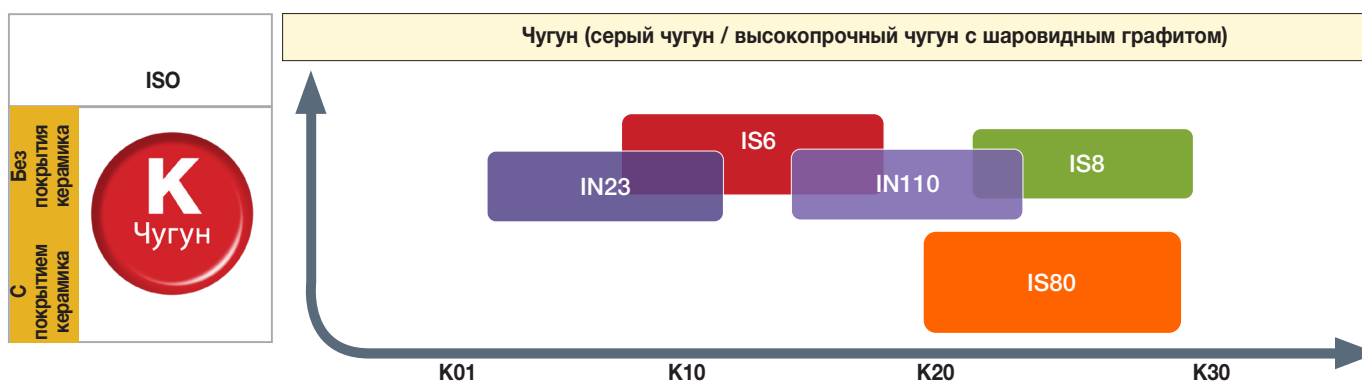 Чугун (серый чугун / высокопрочный чугун с шаровидным графитом)
ISO
Без
покрытия
керамика
С
покрытием
керамика
К
Чугун
IS6
IN23
IN110
IS8
IS80
K01
K10
K20
K30